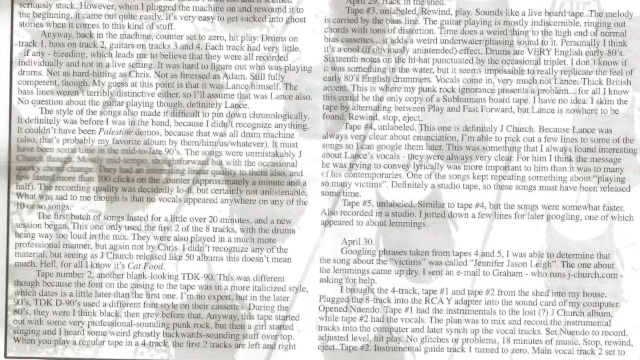 seriously stuck. However, when I plugged the machine on and rewound it to
the beginning, it came out quite easily. It's very easy to get sucked into ghost
stories when it comes to this kind of stuff.
Anyway, back in the machine, counter set to zero, hit play. Drums on
track 1, bass on track 2, guitars on tracks 3 and 4. Each track had very little,
if any - bleeding, which leads me to believe that they were all recorded
individually and not in a live setting. It was hard to figure out who was playing
drums. Not as hard-hitting as Chris. Not as finessed as Adam. Still fully
competent, though. My guess at this point is that it was Lance himself. The
bass lines weren't terribly distinctive either, so I'll assume that was Lance also.
No question about the guitar playing though, definitely Lance.
The style of the songs also made it difficult to pin down chronologically.
It definitely was before I was in the band, because I didn't recognize anything.
It couldn't have been Palestine demos, because that was all drum machine
(also, that's probably my favorite album by them/him/us/whatever). It must
have been some time in the mid-to-late 90's. The songs were unmistakably J
Church though. Mostly mid-tempo, straightforward but with the occasional
quirky chord change. They had an interesting linear quality to them also, and
few lasted more than 100 clicks on the counter (approximately a minute and a
half). The recording quality was decidedly lo-fi, but certainly not unlistenable.
What was sad to me though is that no vocals appeared anywhere on any of the
10 or so songs.
The first batch of songs lasted for a little over 20 minutes, and a new
session began. This one only used the first 2 of the 8 tracks, with the drums
being way too loud in the mix. They were also played in a much more
professional manner, but again not by Chris. I didn't recognize any of the
material, but seeing as J Church released like 50 albums this doesn't mean
much. Hell, for all I know it's Cat Food.
Tape number 2, another blank-looking TDK-90. This was different
though because the font on the casing to the tape was in a more italicized style,
which dates is a little later than the first one. I'm no expert, but in the later
90's, TDK D-90's used a different font style on their cassettes. During the
80's, they were I think black, then grey before that. Anyway, this tape started
out with some very professional-sounding punk rock, but then a girl started
singing and I heard some weird ghostly backwards-sounding stuff over top.
When you play a regular tape in a 4-track, the first 2 tracks are left and right
April 29. Back in the shed.
Tape #3, unlabeled. Rewind, play. Sounds like a live board tape. The melody
is carried by the bass line. The guitar playing is mostly indiscernible, ringing out
chords with tons of distortion. Time does a weird thing to the high end of normal
bias cassettes... it adds a weird underwater/phasing sound to it. Personally I think
it's a cool (if obviously unintended) effect. Drums are VERY English early-80's.
Sixteenth notes on the hi-hat punctuated by the occasional triplet. I don't know if
it was something in the water, but it seems impossible to really replicate the feel of
early 80's English drummers. Vocals come in, very much not Lance. Thick British
accent. This is where my punk rock ignorance presents a problem... for all I know
this could be the only copy of a Subhumans board tape. I have no idea. I skim the
tape by alternating between Play and Fast Forward, but Lance is nowhere to be
found. Rewind, stop, eject.
Tape #4, unlabeled. This one is definitely J Church. Because Lance was
always very clear about enunciation, I'm able to pick out a few lines to some of the
songs so I can google them later. This was something that I always found interesting
about Lance's vocals - they were always very clear. For him I think the message
he was trying to convey lyrically was more important to him than it was to many
of his contemporaries. One of the songs kept repeating something about "playing
so many victims". Definitely a studio tape, so these songs must have been released
some time.
Tape #5, unlabeled. Similar to tape #4, but the songs were somewhat faster.
Also recorded in a studio. I jotted down a few lines for later googling, one of which
appeared to about lemmings.
April 30.
Googling phrases taken from tapes 4 and 5, I was able to determine that
the song about the "victims" was called "Jennifer Jason Leigh". The one about
the lemmings came up dry. I sent an e-mail to Graham - who runs j-church.com -
asking for help.
I brought the 4-track, tape #1 and tape #2 from the shed into my house.
Plugged the 8-track into the RCA Y adapter into the sound card of my computer.
Opened Nuendo. Tape #1 had the instrumentals to the lost (?) J Church album,
while tape #2 had the vocals. The plan was to mix and record the instrumental
tracks into the computer and later synch up the vocal tracks. Set Nuendo to record,
adjusted level, hit play. No glitches or problems, 18 minutes of music. Stop, rewind,
eject. Tape #2. Instrumental guide track 1 turned to zero. Main vocal track 2 set to